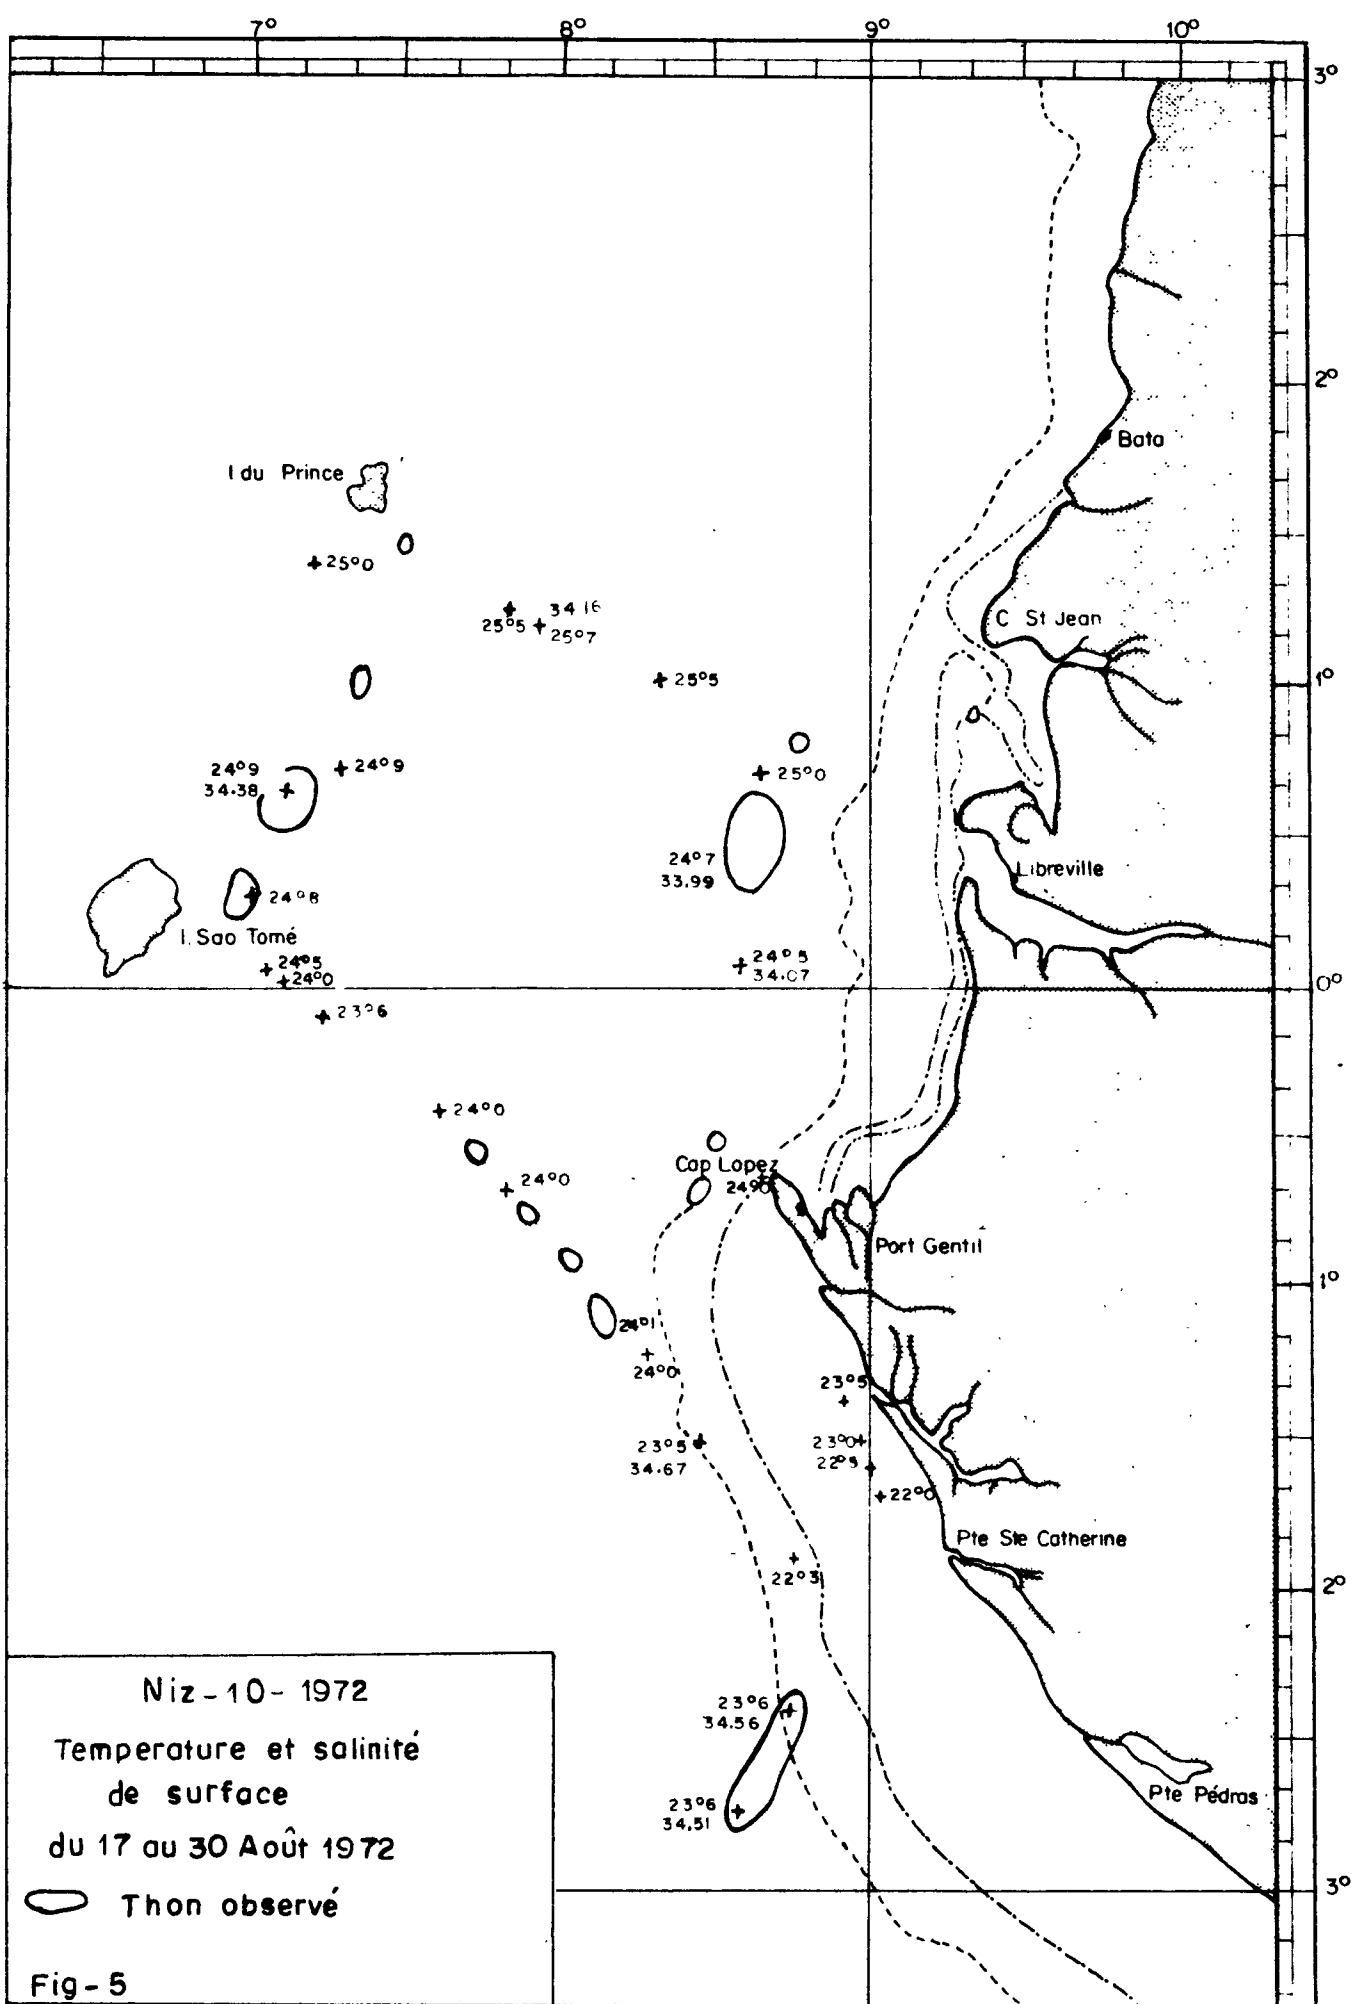 7°
8°
9°
10°
3°
2°
Bata
I du Prince
25°0
34 16
25°5
25°7
C St Jean
25°5
1°
24°9
34.38
24°9
25°0
24°7
33.99
Libreville
24°8
I. Sao Tomé
24°5
24°0
24°5
34.07
0°
23°6
24°0
Cap Lopez
24°0
24°0
Port Gentil
1°
24°1
24°0
23°5
23°5
34.67
23°0
22°5
22°0
Pte Ste Catherine
22°3
2°
23°6
34.56
Pte Pédras
23°6
34.51
3°
Niz-10-1972
Temperature et salinité
de surface
du 17 au 30 Août 1972
Thon observé
Fig-5